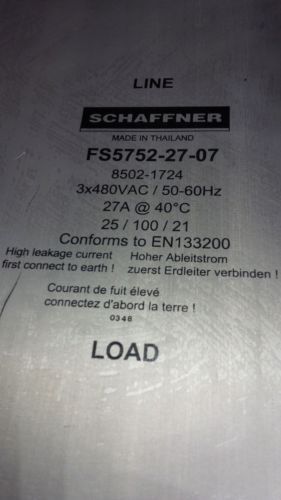 LINE
SCHAFFNER
MADE IN THAILAND
FS5752-27-07
8502-1724
3x480VAC / 50-60Hz
27A @ 40°C
25 / 100 / 21
Conforms to EN133200
High leakage current
first connect to earth !
Hoher Ableitstrom
zuerst Erdleiter verbinden !
Courant de fuit élevé
connectez d'abord la terre !
0348
LOAD